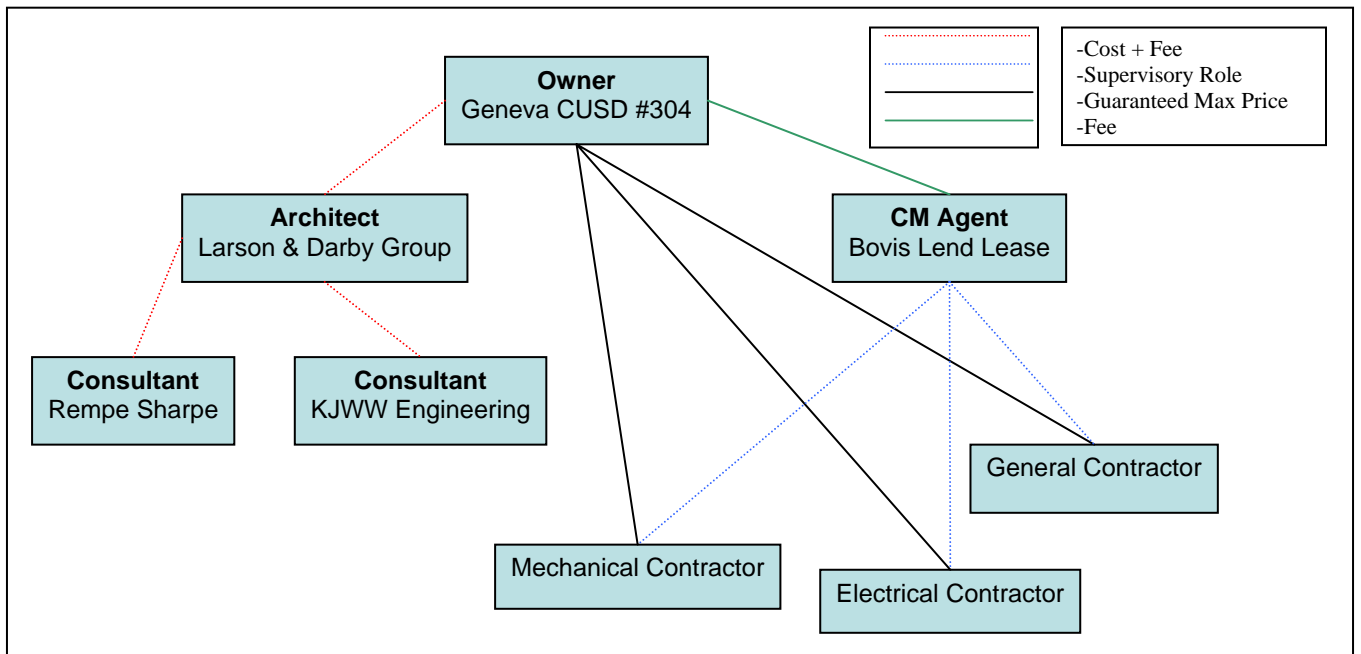 Owner
Geneva CUSD #304
-Cost + Fee
-Supervisory Role
-Guaranteed Max Price
-Fee
Architect
Larson & Darby Group
CM Agent
Bovis Lend Lease
Consultant
Rempe Sharpe
Consultant
KJWW Engineering
General Contractor
Mechanical Contractor
Electrical Contractor